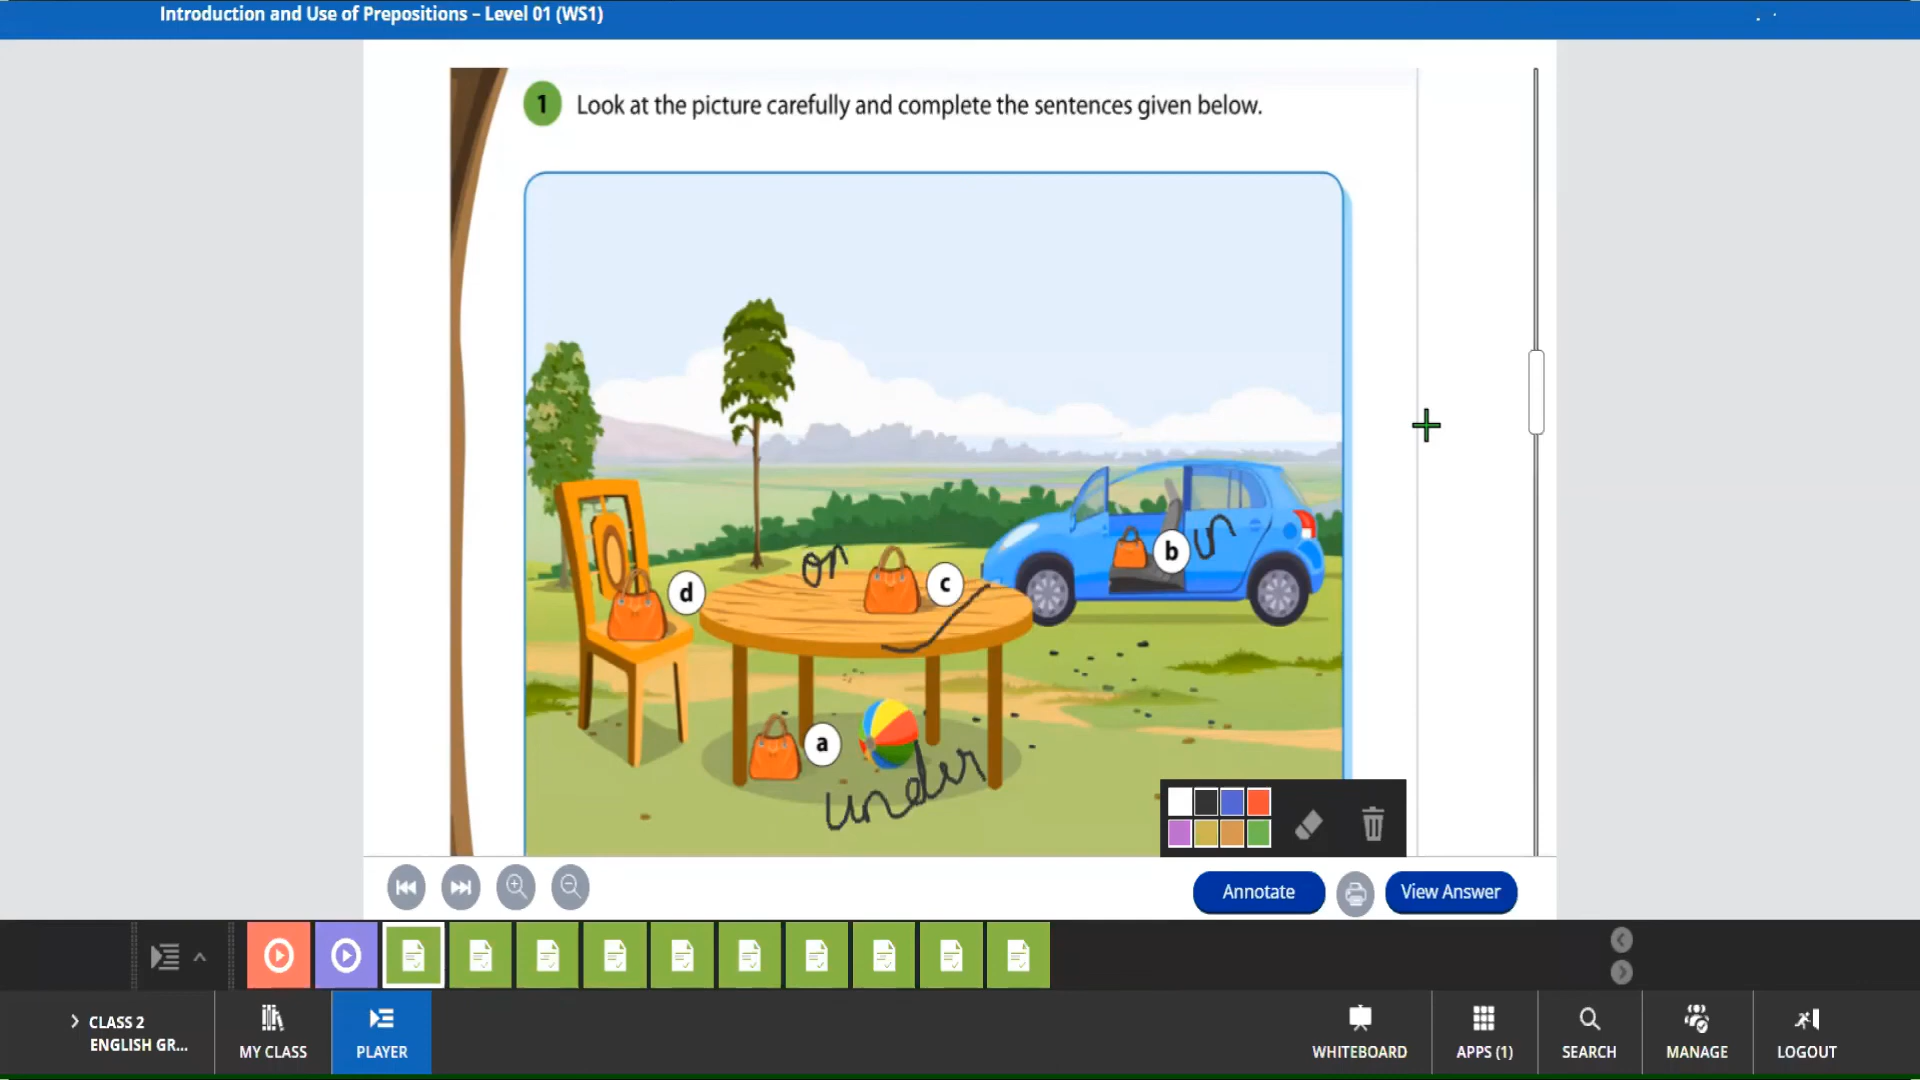 Introduction and Use of Prepositions – Level 01 (WS1)
1 Look at the picture carefully and complete the sentences given below.
in
b
on
c
d
a
under
Annotate
View Answer
CLASS 2
ENGLISH GR...
MY CLASS
PLAYER
WHITEBOARD
APPS (1)
SEARCH
MANAGE
LOGOUT